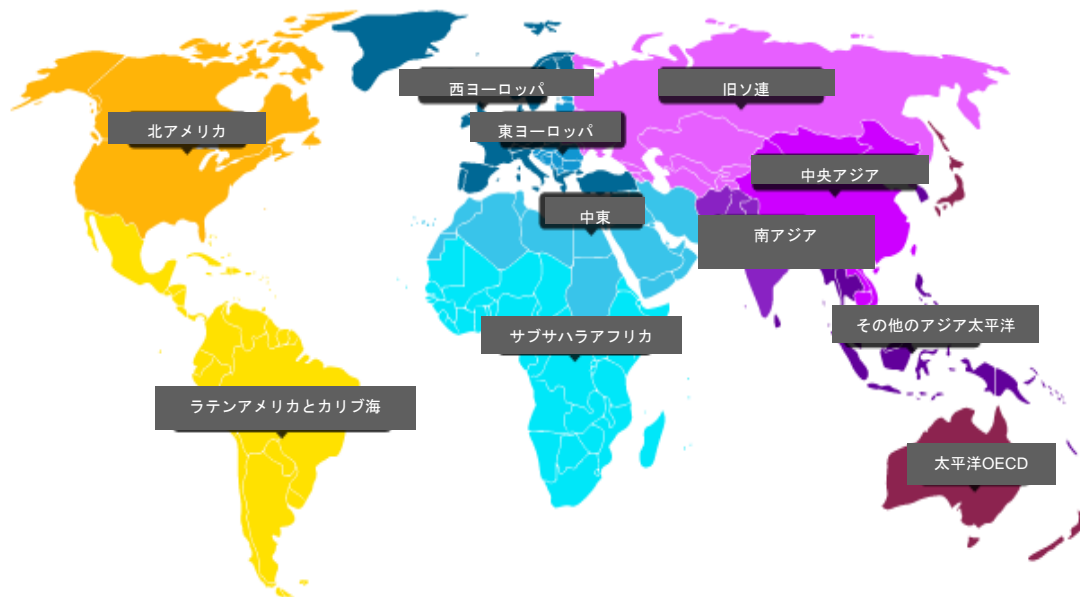 西ヨーロッパ
旧ソ連
北アメリカ
東ヨーロッパ
中央アジア
中東
南アジア
その他のアジア太平洋
サブサハラアフリカ
ラテンアメリカとカリブ海
太平洋OECD